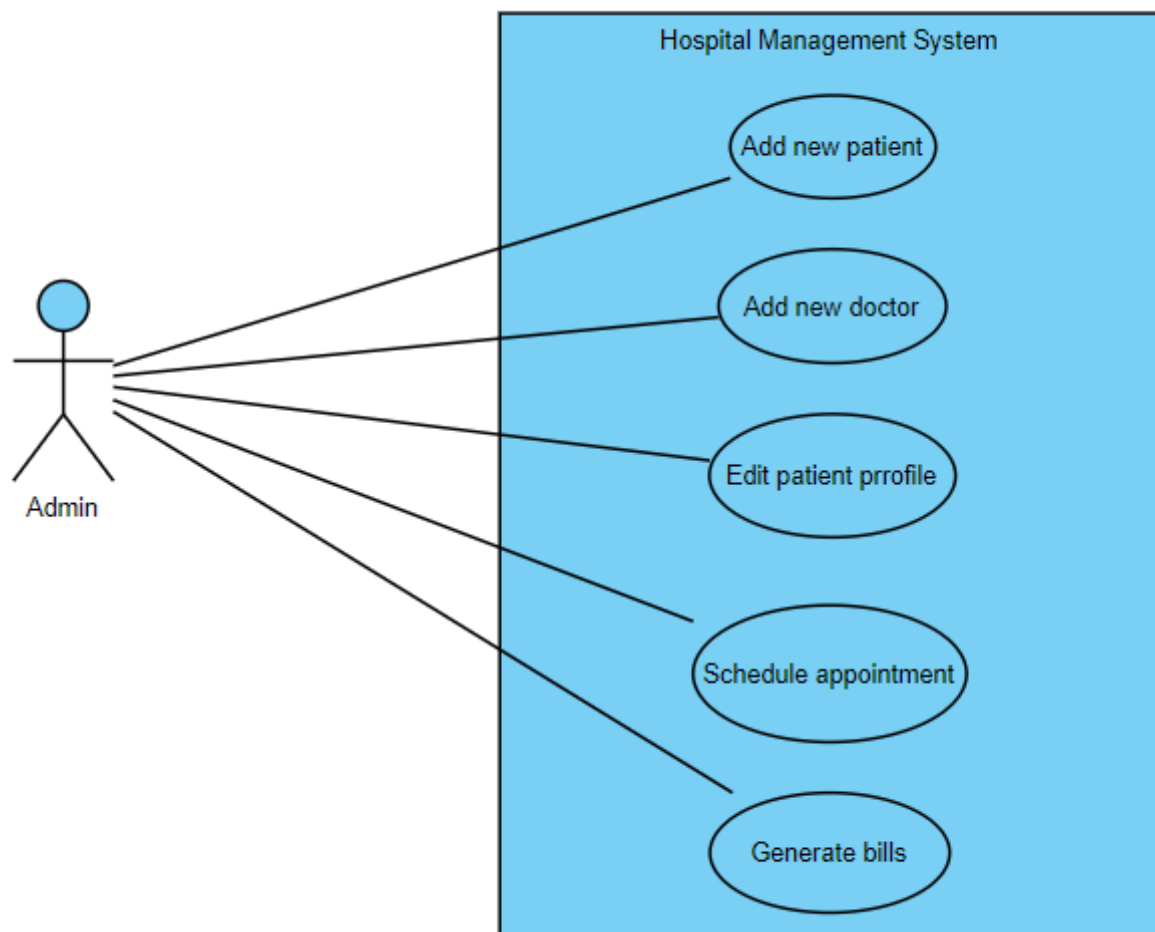 Hospital Management System
Add new patient
Add new doctor
Edit patient prrofile
Admin
Schedule appointment
Generate bills